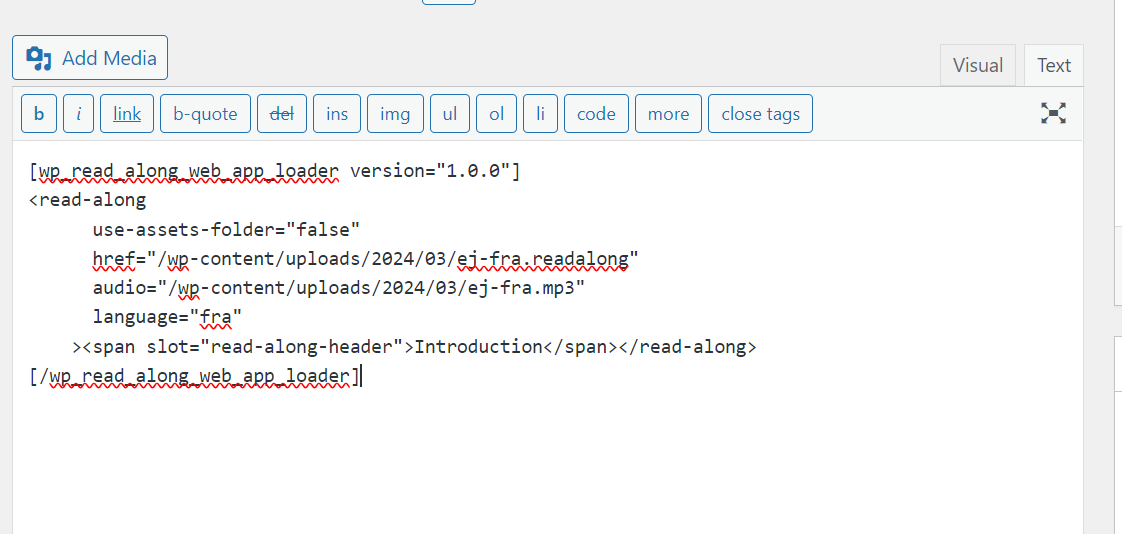 Add Media
Visual Text
b i link b-quote del ins img ul ol li code more close tags
[wp_read_along_web_app_loader version="1.0.0"]
<read-along
use-assets-folder="false"
href="/wp-content/uploads/2024/03/ej-fra.readalong"
audio="/wp-content/uploads/2024/03/ej-fra.mp3"
language="fra"
><span slot="read-along-header">Introduction</span></read-along>
[/wp_read_along_web_app_loader]